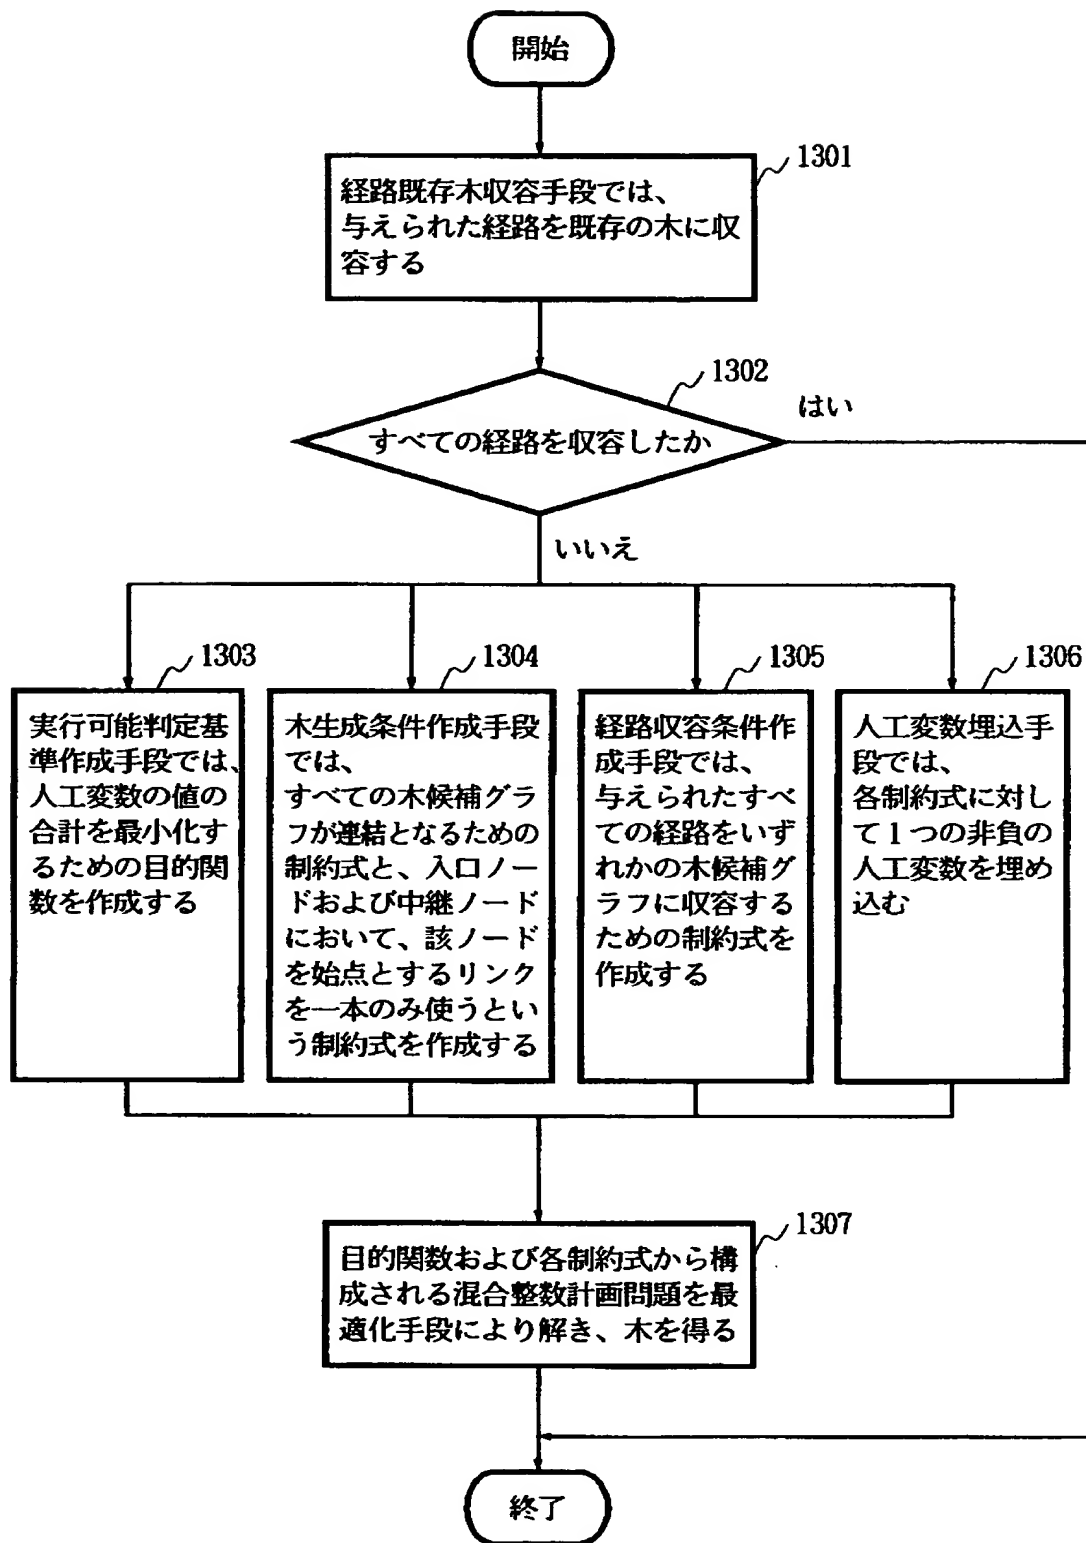 開始
1301
経路既存木収容手段では、
与えられた経路を既存の木に収
容する
1302
すべての経路を収容したか
はい
いいえ
1303
実行可能判定基
準作成手段では、
人工変数の値の
合計を最小化す
るための目的関
数を作成する
1304
木生成条件作成手段
では、
すべての木候補グラ
フが連結となるための
制約式と、入口ノー
ドおよび中継ノード
において、該ノード
を始点とするリンク
を一本のみ使うとい
う制約式を作成する
1305
経路収容条件作
成手段では、
与えられたすべ
ての経路をいず
れかの木候補グ
ラフに収容する
ための制約式を
作成する
1306
人工変数埋込手
段では、
各制約式に対し
て1つの非負の
人工変数を埋め
込む
1307
目的関数および各制約式から構
成される混合整数計画問題を最
適化手段により解き、木を得る
終了